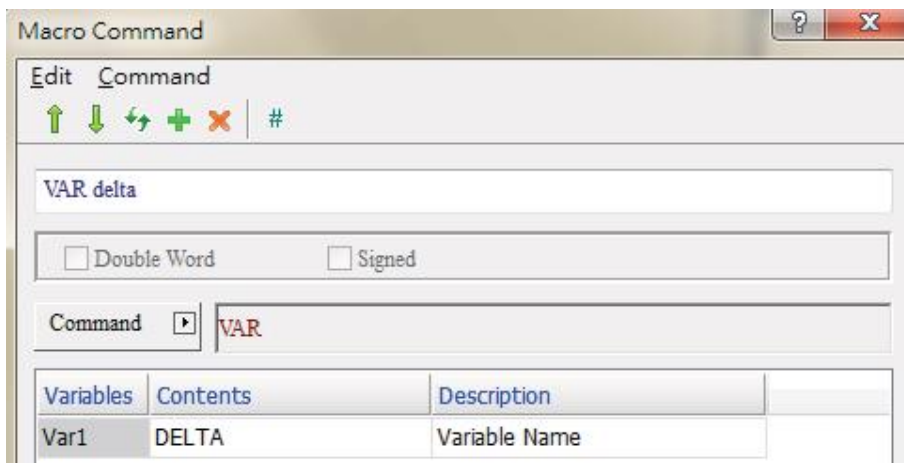 Macro Command
Edit Command
#
VAR delta
Double Word Signed
Command VAR
Variables Contents Description
Var1 DELTA Variable Name